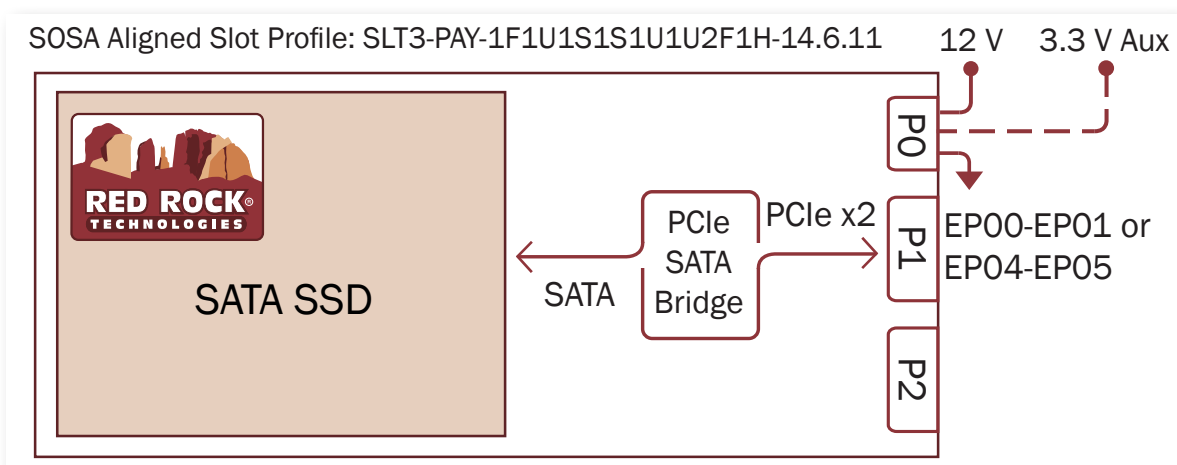 SOSA Aligned Slot Profile: SLT3-PAY-1F1U1S1S1U1U2F1H-14.6.11
12 V
3.3 V Aux
RED ROCK®
TECHNOLOGIES
SATA SSD
SATA
PCIe
SATA
Bridge
PCIe x2
P0
P1
P2
EP00-EP01 or
EP04-EP05